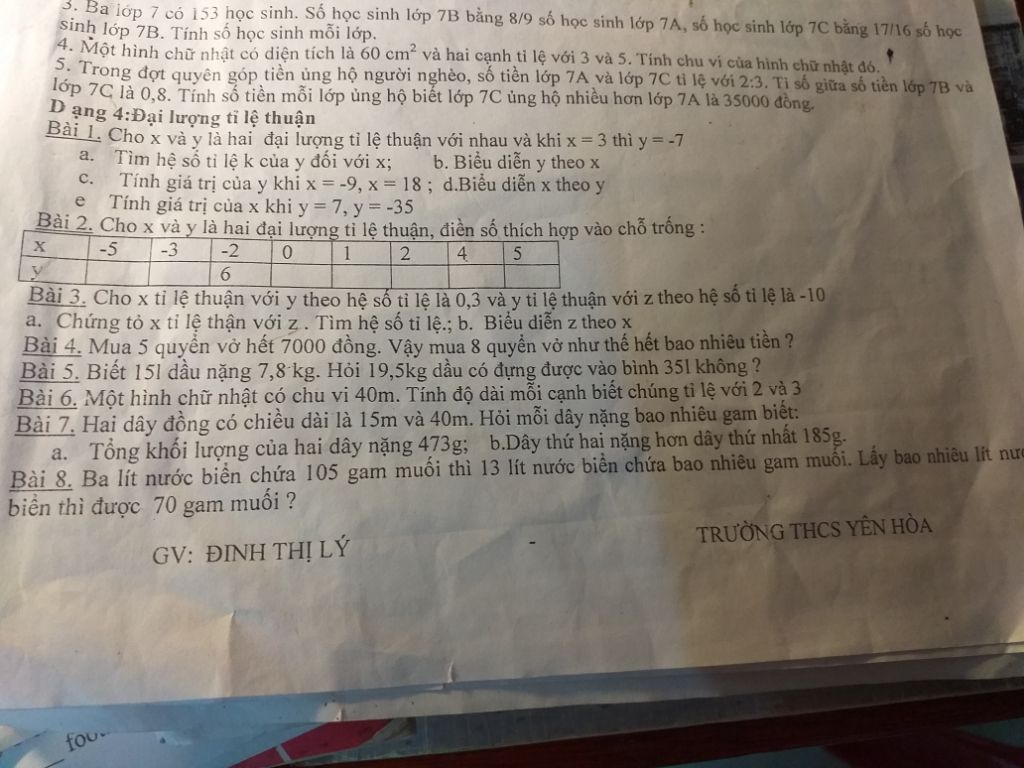 3. Ba lớp 7 có 153 học sinh. Số học sinh lớp 7B bằng 8/9 số học sinh lớp 7A, số học sinh lớp 7C bằng 17/16 số học
sinh lớp 7B. Tính số học sinh mỗi lớp.
4. Một hình chữ nhật có diện tích là 60 cm² và hai cạnh tỉ lệ với 3 và 5. Tính chu vi của hình chữ nhật đó.
5. Trong đợt quyên góp tiền ủng hộ người nghèo, số tiền lớp 7A và lớp 7C tỉ lệ với 2:3. Tỉ số giữa số tiền lớp 7B và
lớp 7C là 0,8. Tính số tiền mỗi lớp ủng hộ biết lớp 7C ủng hộ nhiều hơn lớp 7A là 35000 đồng.
D ạng 4:Đại lượng tỉ lệ thuận
Bài 1. Cho x và y là hai đại lượng tỉ lệ thuận với nhau và khi x = 3 thì y = -7
a. Tìm hệ số tỉ lệ k của y đối với x; b. Biểu diễn y theo x
c. Tính giá trị của y khi x = -9, x = 18 ; d.Biểu diễn x theo y
e Tính giá trị của x khi y = 7, y = -35
Bài 2. Cho x và y là hai đại lượng tỉ lệ thuận, điền số thích hợp vào chỗ trống :
x -5 -3 -2 0 1 2 4 5
y 6
Bài 3. Cho x tỉ lệ thuận với y theo hệ số tỉ lệ là 0,3 và y tỉ lệ thuận với z theo hệ số tỉ lệ là -10
a. Chứng tỏ x tỉ lệ thận với z . Tìm hệ số tỉ lệ.; b. Biểu diễn z theo x
Bài 4. Mua 5 quyển vở hết 7000 đồng. Vậy mua 8 quyển vở như thế hết bao nhiêu tiền ?
Bài 5. Biết 15l dầu nặng 7,8 kg. Hỏi 19,5kg dầu có đựng được vào bình 35l không ?
Bài 6. Một hình chữ nhật có chu vi 40m. Tính độ dài mỗi cạnh biết chúng tỉ lệ với 2 và 3
Bài 7. Hai dây đồng có chiều dài là 15m và 40m. Hỏi mỗi dây nặng bao nhiêu gam biết:
a. Tổng khối lượng của hai dây nặng 473g; b.Dây thứ hai nặng hơn dây thứ nhất 185g.
Bài 8. Ba lít nước biển chứa 105 gam muối thì 13 lít nước biển chứa bao nhiêu gam muối. Lấy bao nhiêu lít
biển thì được 70 gam muối ?
GV: ĐINH THỊ LÝ - TRƯỜNG THCS YÊN HÒA